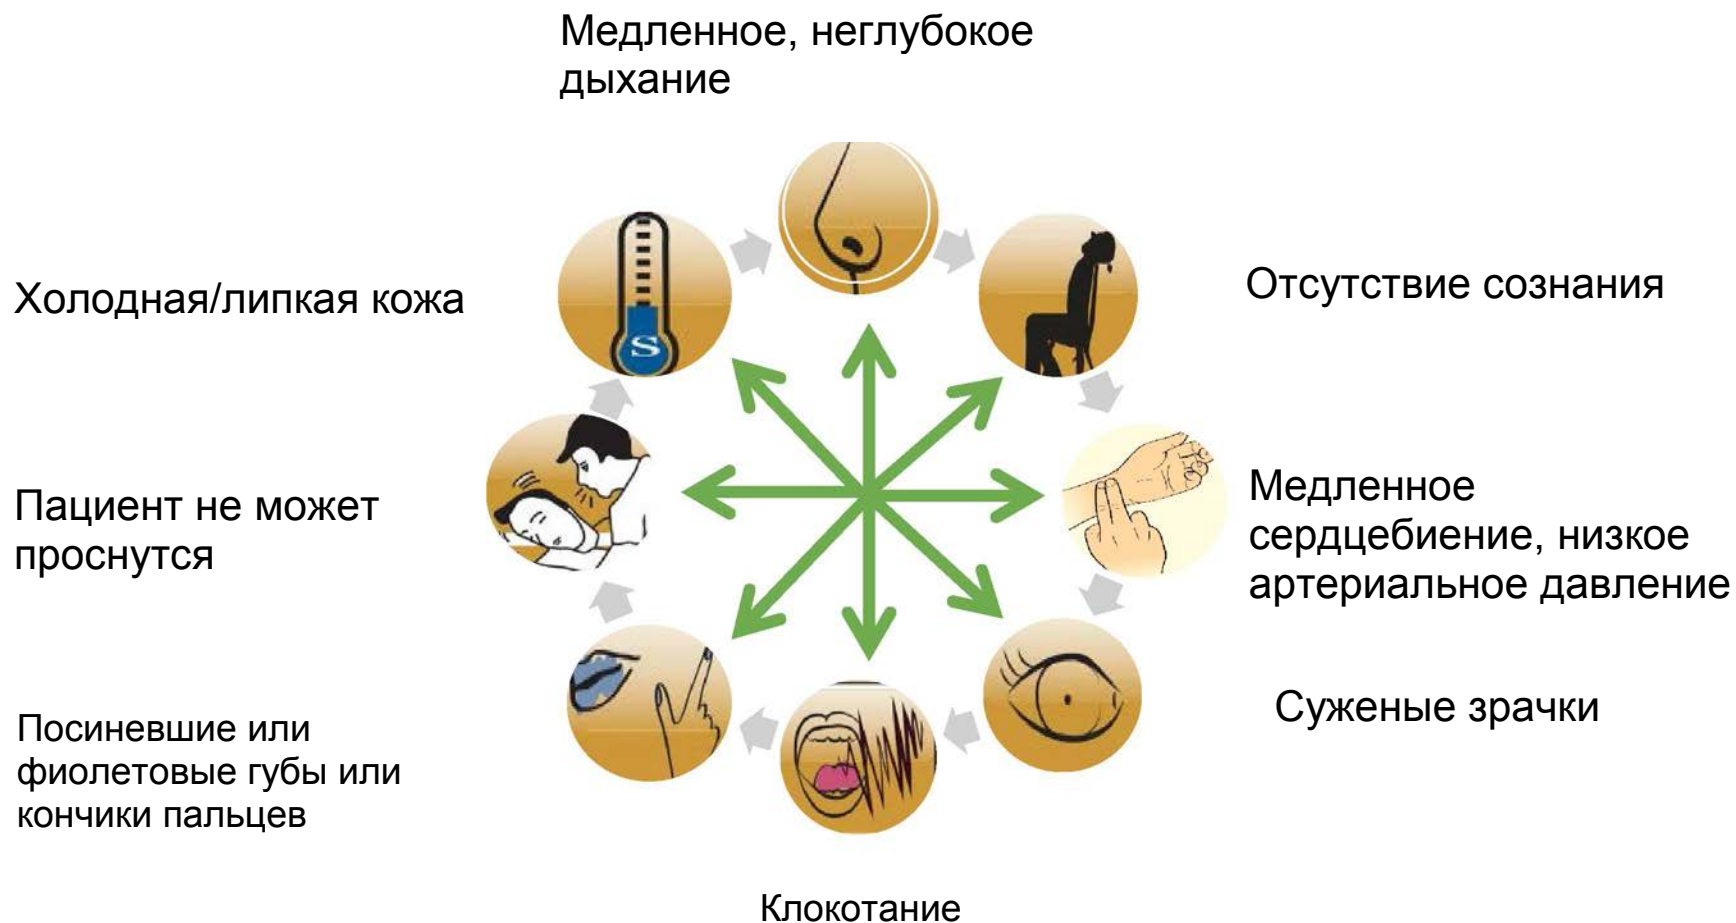 Медленное, неглубокое
дыхание
Отсутствие сознания
Медленное
сердцебиение, низкое
артериальное давление
Суженые зрачки
Клокотание
Посиневшие или
фиолетовые губы или
кончики пальцев
Пациент не может
проснутся
Холодная/липкая кожа
S